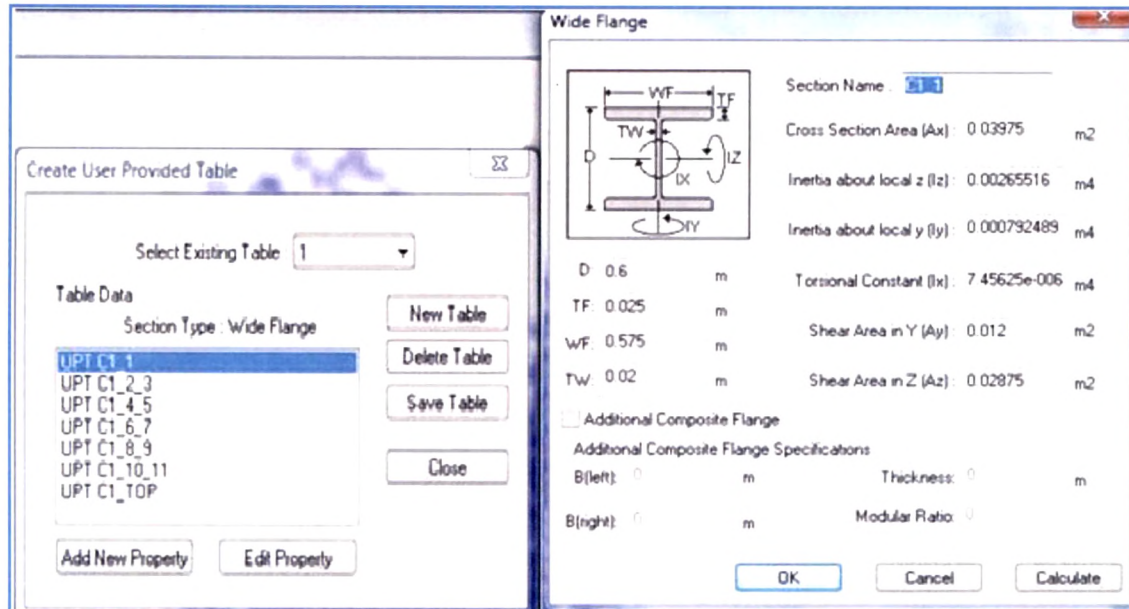 Wide Flange
WF
TF
TW
D
IZ
IX
IY
Section Name : C1_1
Cross Section Area (Ax) : 0.03975 m2
Inertia about local z (Iz) : 0.00265516 m4
Inertia about local y (Iy) : 0.000792489 m4
Torsional Constant (Ix) : 7.45625e-006 m4
Shear Area in Y (Ay) : 0.012 m2
Shear Area in Z (Az) : 0.02875 m2
D: 0.6 m
TF: 0.025 m
WF: 0.575 m
TW: 0.02 m
Additional Composite Flange
Additional Composite Flange Specifications
B(left): 0 m
Thickness: 0 m
B(right): 0 m
Modular Ratio: 0
OK
Cancel
Calculate
Create User Provided Table
Select Existing Table 1
Table Data
Section Type : Wide Flange
UPT C1_1
UPT C1_2_3
UPT C1_4_5
UPT C1_6_7
UPT C1_8_9
UPT C1_10_11
UPT C1_TOP
New Table
Delete Table
Save Table
Close
Add New Property
Edit Property